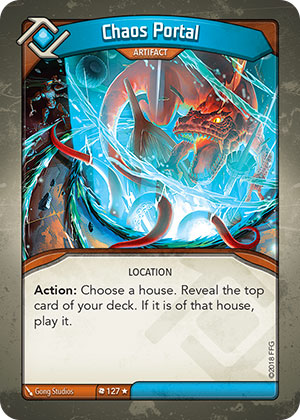 Chaos Portal
ARTIFACT
LOCATION
Action: Choose a house. Reveal the top
card of your deck. If it is of that house,
play it.
©2018 FFG
Gong Studios
127